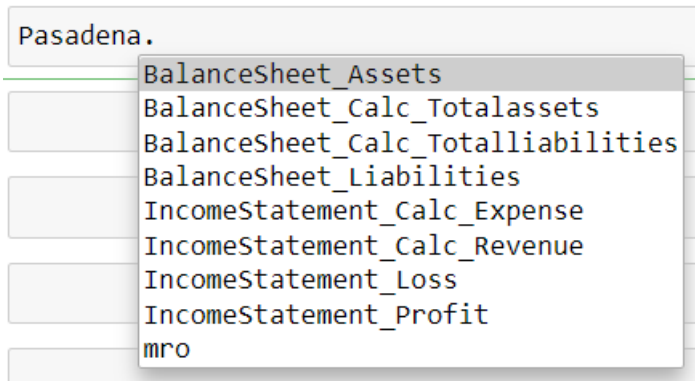 Pasadena.
BalanceSheet_Assets
BalanceSheet_Calc_Totalassets
BalanceSheet_Calc_Totalliabilities
BalanceSheet_Liabilities
IncomeStatement_Calc_Expense
IncomeStatement_Calc_Revenue
IncomeStatement_Loss
IncomeStatement_Profit
mro